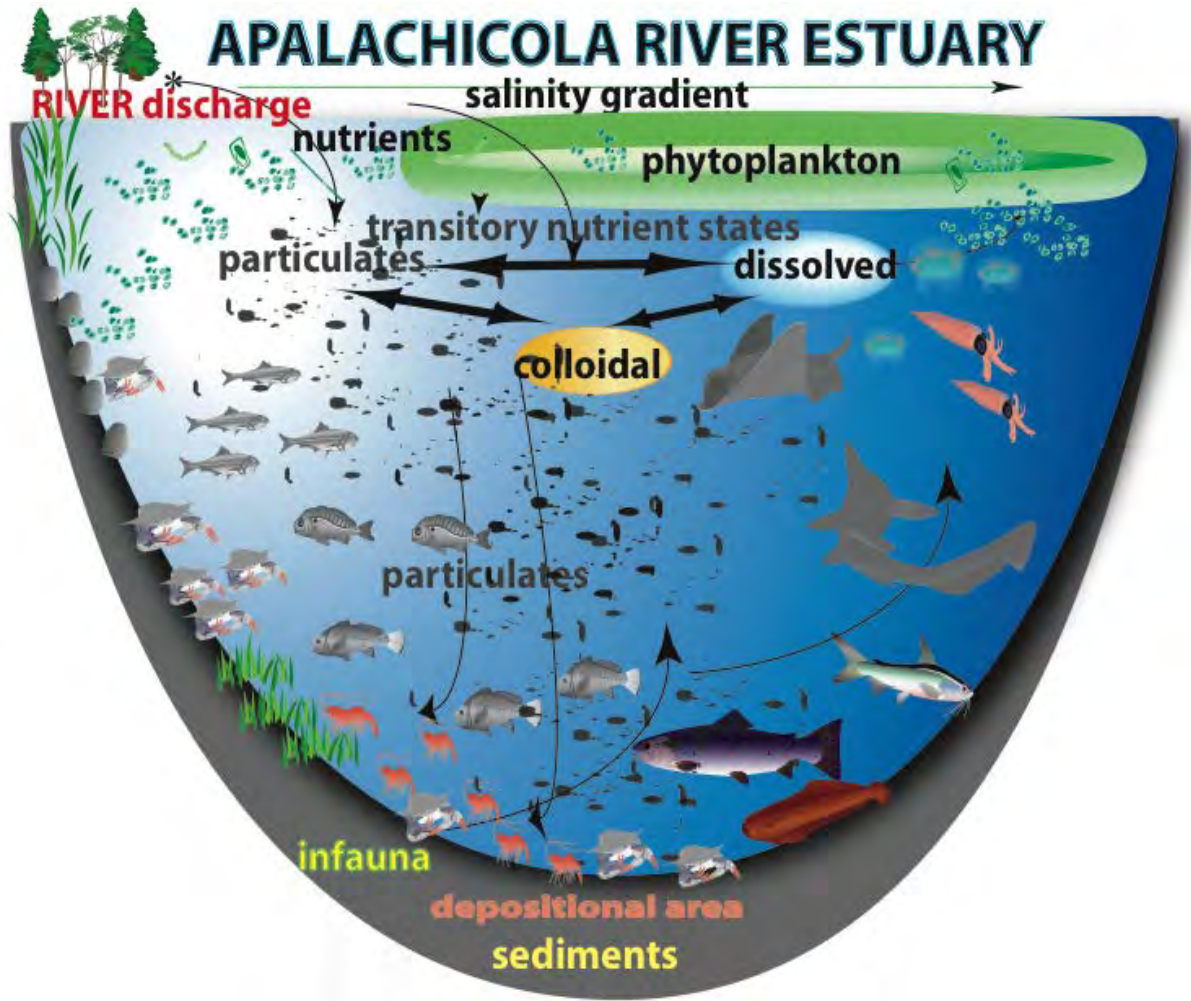 APALACHICOLA RIVER ESTUARY
salinity gradient
*
RIVER discharge
nutrients
phytoplankton
transitory nutrient states
particulates
dissolved
colloidal
particulates
infauna
depositional area
sediments